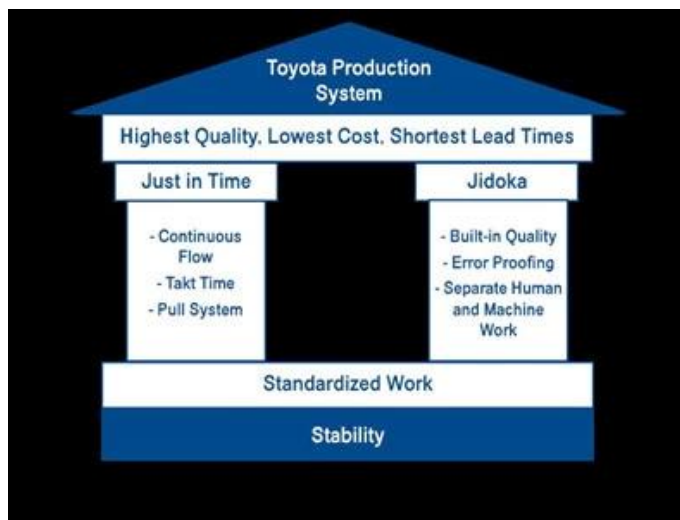 Toyota Production
System
Highest Quality, Lowest Cost, Shortest Lead Times
Just in Time
- Continuous
Flow
- Takt Time
- Pull System
Jidoka
- Built-in Quality
- Error Proofing
- Separate Human
and Machine
Work
Standardized Work
Stability